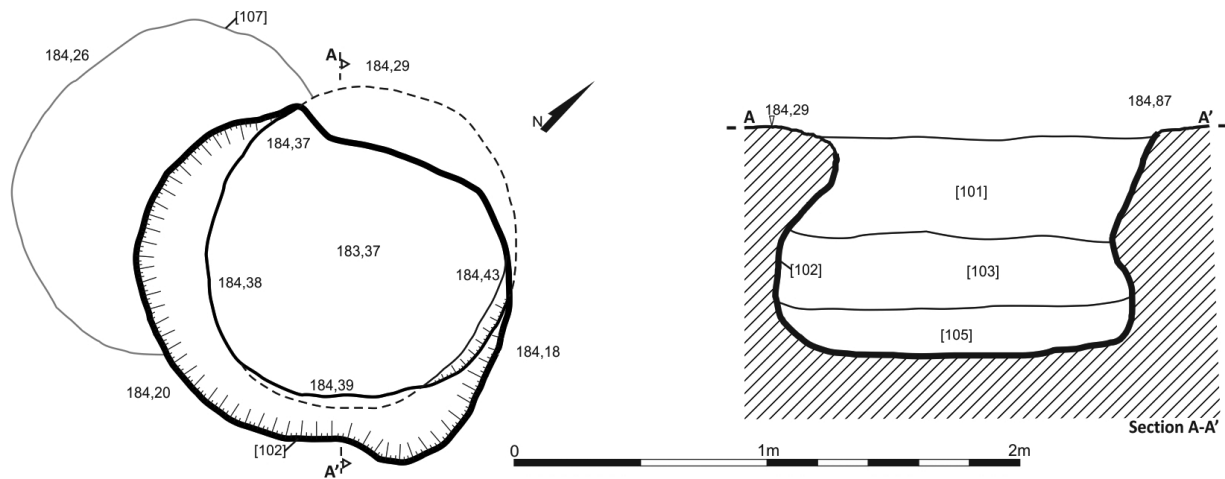 [107]
184,26
A
184,29
N
184,37
183,37
184,38
184,43
184,39
184,18
184,20
[102]
A'
A
184,29
184,87
A'
[101]
[102]
[103]
[105]
Section A-A'
0
1m
2m